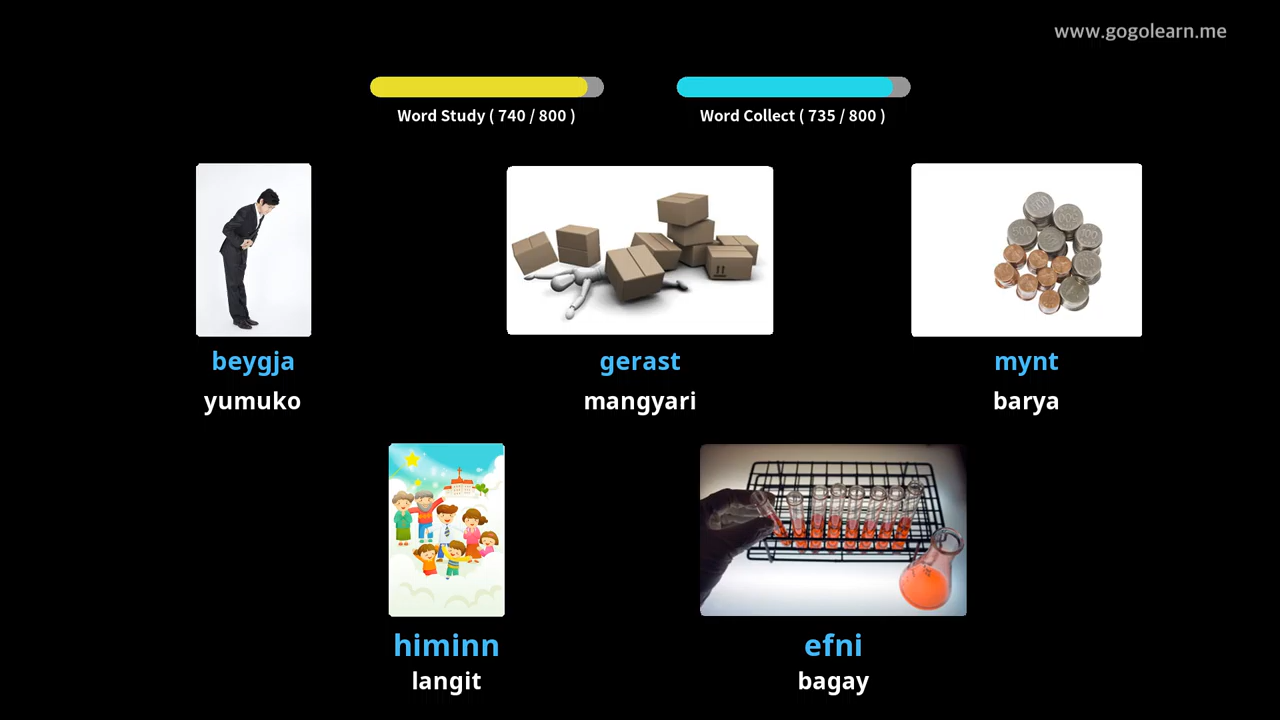 www.gogolearn.me
Word Study ( 740 / 800 )
Word Collect ( 735 / 800 )
beygja
yumuko
gerast
mangyari
mynt
barya
himinn
langit
efni
bagay